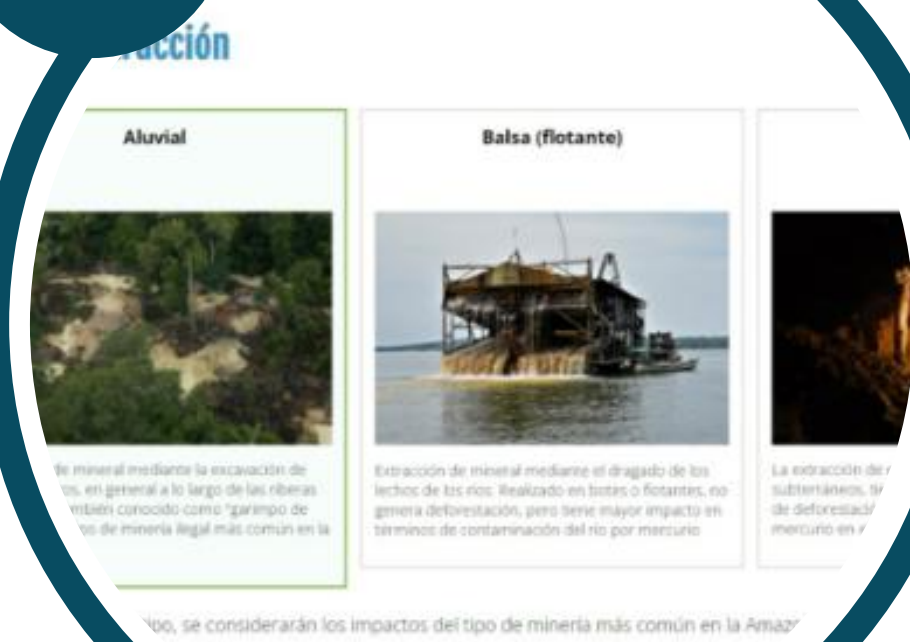 Aluvial
Balsa (flotante)
de mineral mediante la excavación de
en general a lo largo de las riberas
conocido como "garimpo de
de minería ilegal más común en la
Extracción de mineral mediante el dragado de los
lechos de los ríos. Realizado en botes o flotantes, no
genera deforestación, pero tiene mayor impacto en
términos de contaminación del río por mercurio
La extracción de
subterráneos,
de
mercurio en
se considerarán los impactos del tipo de minería más común en la